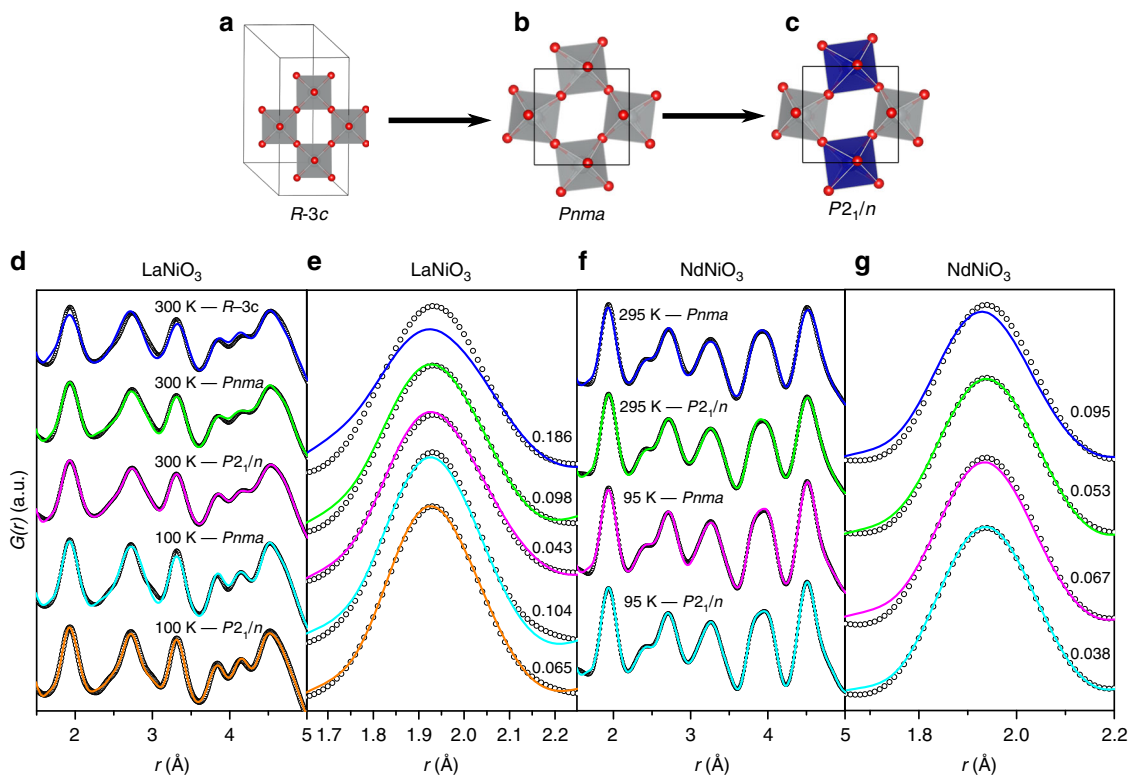 a
b
c
R-3c
Pnma
P2₁/n
d
LaNiO₃
e
LaNiO₃
f
NdNiO₃
g
NdNiO₃
G(r) (a.u.)
300 K — R–3c
300 K — Pnma
300 K — P2₁/n
100 K — Pnma
100 K — P2₁/n
2 3 4 5
r (Å)
0.186
0.098
0.043
0.104
0.065
1.7 1.8 1.9 2.0 2.1 2.2
r (Å)
295 K — Pnma
295 K — P2₁/n
95 K — Pnma
95 K — P2₁/n
2 3 4 5
r (Å)
0.095
0.053
0.067
0.038
1.8 2.0 2.2
r (Å)